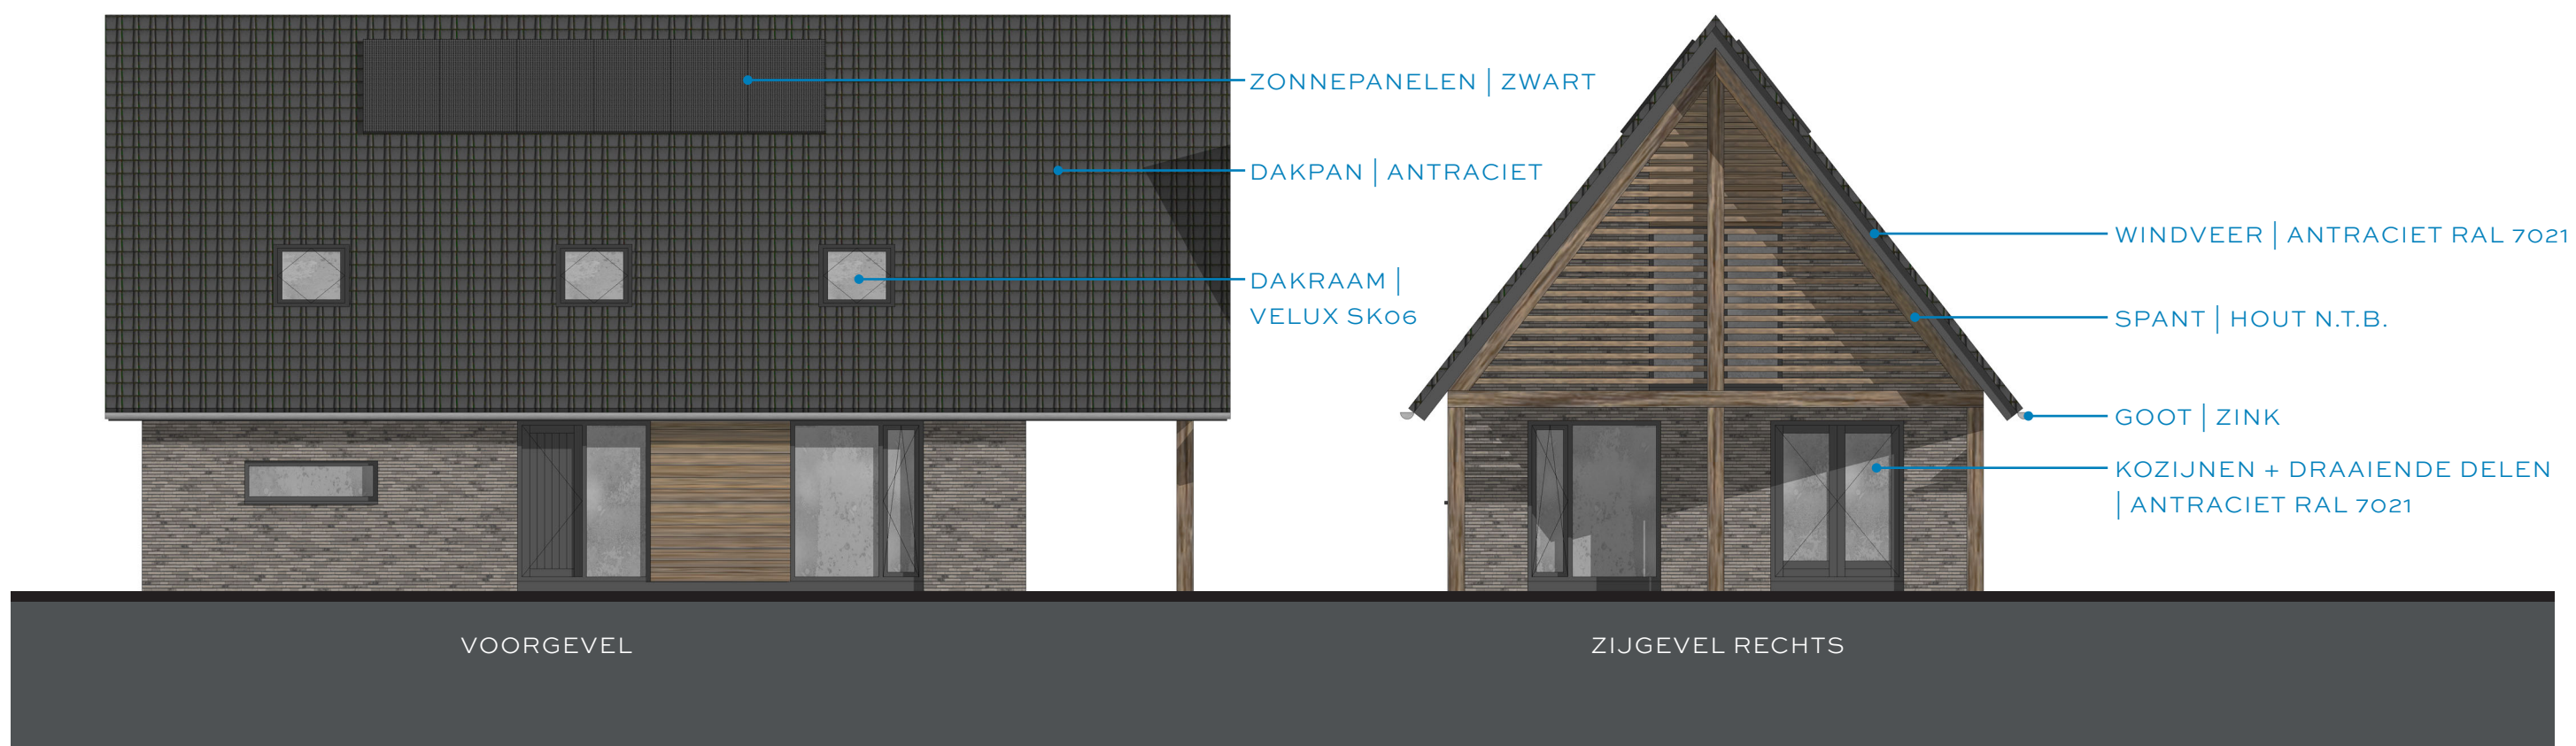 ZONNEPANELEN | ZWART
DAKPAN | ANTRACIET
DAKRAAM |
VELUX SK06
WINDVEER | ANTRACIET RAL 7021
SPANT | HOUT N.T.B.
GOOT | ZINK
KOZIJNEN + DRAAIENDE DELEN
| ANTRACIET RAL 7021
VOORGEVEL
ZIJGEVEL RECHTS